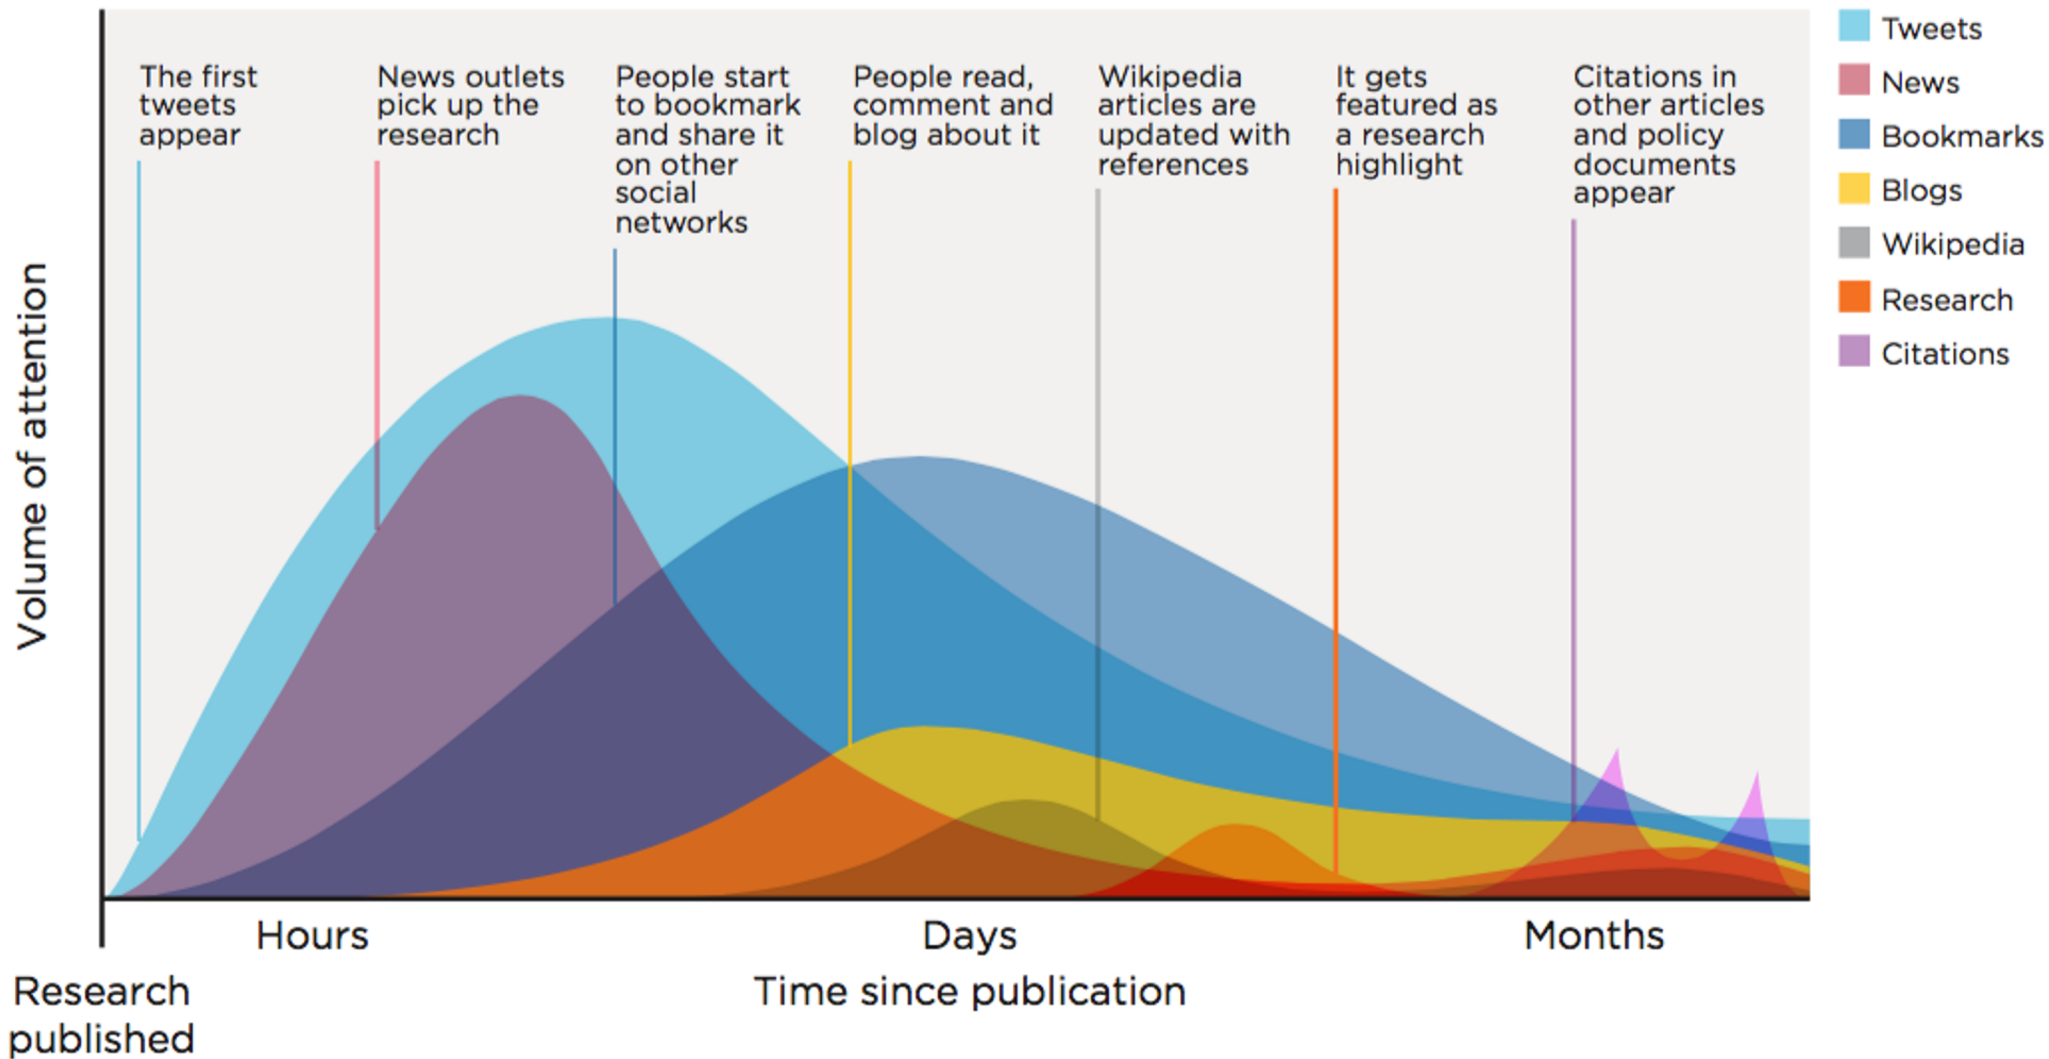 The first
tweets
appear
News outlets
pick up the
research
People start
to bookmark
and share it
on other
social
networks
People read,
comment and
blog about it
Wikipedia
articles are
updated with
references
It gets
featured as
a research
highlight
Citations in
other articles
and policy
documents
appear
Tweets
News
Bookmarks
Blogs
Wikipedia
Research
Citations
Volume of attention
Hours
Days
Months
Research
published
Time since publication